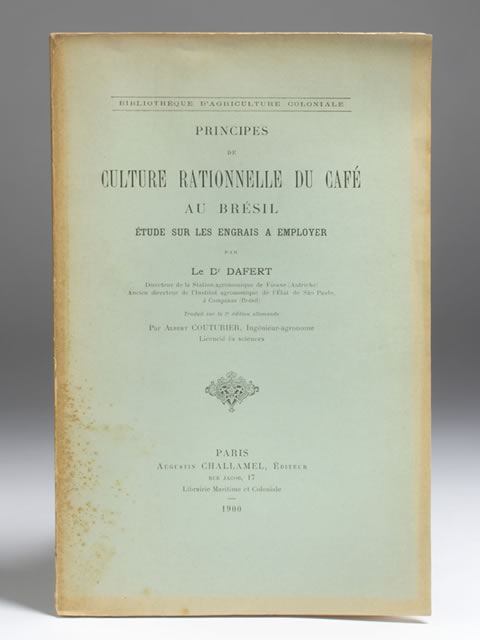 BIBLIOTHÈQUE D'AGRICULTURE COLONIALE
PRINCIPES
DE
CULTURE RATIONNELLE DU CAFÉ
AU BRÉSIL
ÉTUDE SUR LES ENGRAIS A EMPLOYER
PAR
Le Dr DAFERT
Directeur de la Station agronomique de Vienne (Autriche)
Ancien directeur de l'Institut agronomique de l'État de São Paulo,
à Campinas (Brésil)
Traduit sur la 2e édition allemande
Par Albert COUTURIER, Ingénieur-agronome
Licencié ès sciences
PARIS
Augustin CHALLAMEL, Éditeur
RUE JACOB, 17
Librairie Maritime et Coloniale
1900